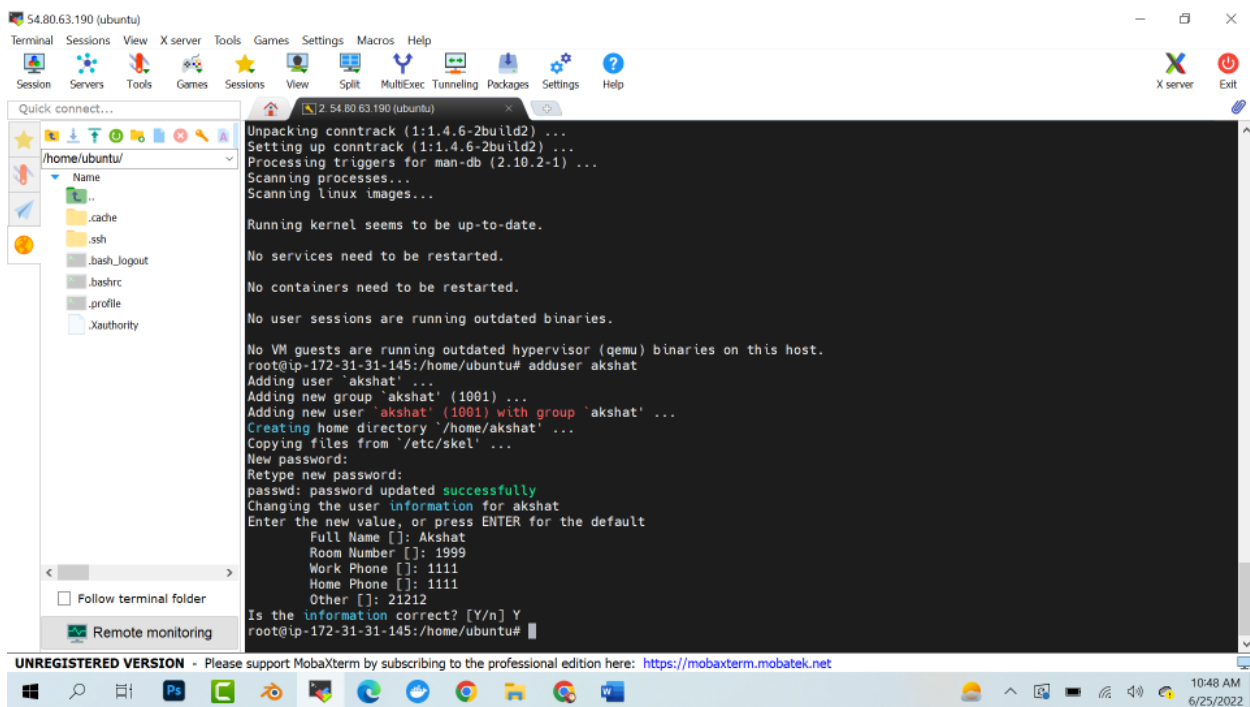 54.80.63.190 (ubuntu)
Terminal Sessions View X server Tools Games Settings Macros Help
Session Servers Tools Games Sessions View Split MultiExec Tunneling Packages Settings Help X server Exit
Quick connect...
2. 54.80.63.190 (ubuntu)
/home/ubuntu/
Name
..
.cache
.ssh
.bash_logout
.bashrc
.profile
.Xauthority
Follow terminal folder
Remote monitoring
Unpacking conntrack (1:1.4.6-2build2) ...
Setting up conntrack (1:1.4.6-2build2) ...
Processing triggers for man-db (2.10.2-1) ...
Scanning processes...
Scanning linux images...
Running kernel seems to be up-to-date.
No services need to be restarted.
No containers need to be restarted.
No user sessions are running outdated binaries.
No VM guests are running outdated hypervisor (qemu) binaries on this host.
root@ip-172-31-31-145:/home/ubuntu# adduser akshat
Adding user `akshat' ...
Adding new group `akshat' (1001) ...
Adding new user `akshat' (1001) with group `akshat' ...
Creating home directory `/home/akshat' ...
Copying files from `/etc/skel' ...
New password:
Retype new password:
passwd: password updated successfully
Changing the user information for akshat
Enter the new value, or press ENTER for the default
Full Name []: Akshat
Room Number []: 1999
Work Phone []: 1111
Home Phone []: 1111
Other []: 21212
Is the information correct? [Y/n] Y
root@ip-172-31-31-145:/home/ubuntu#
UNREGISTERED VERSION - Please support MobaXterm by subscribing to the professional edition here: https://mobaxterm.mobatek.net
Ps
10:48 AM
6/25/2022